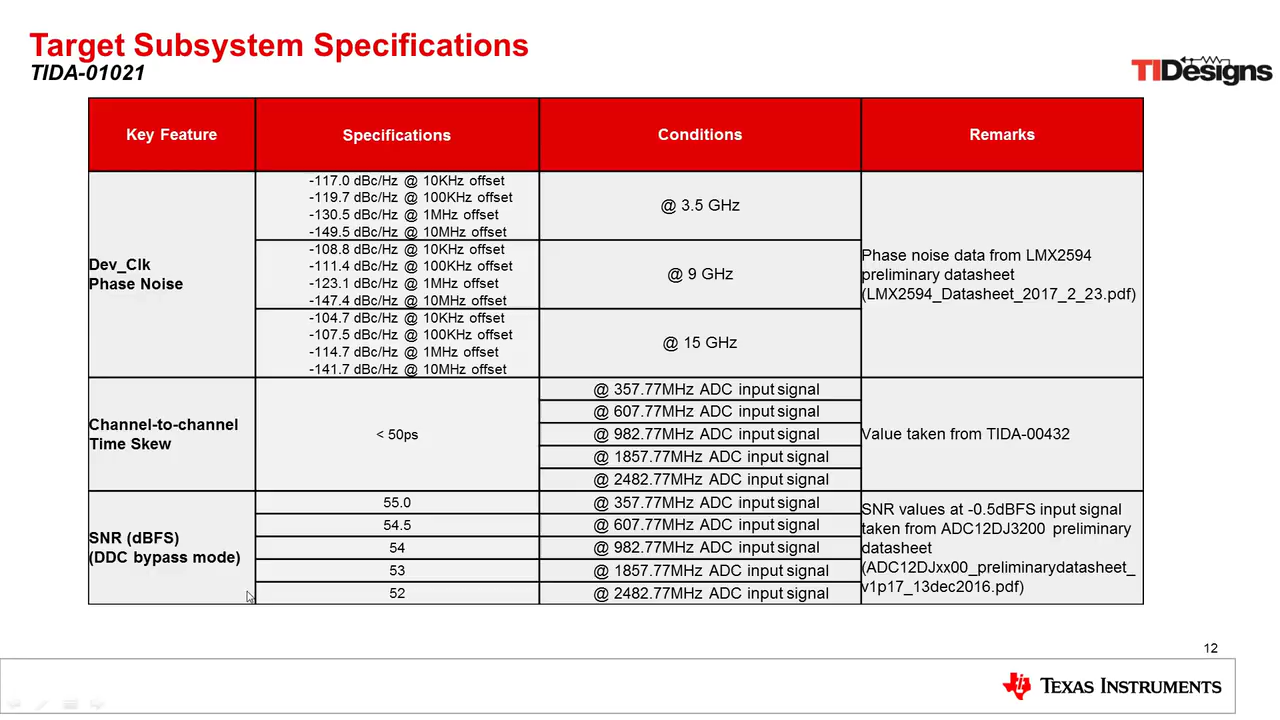 Target Subsystem Specifications
TIDA-01021
TIDesigns
Key Feature
Specifications
Conditions
Remarks
Dev_Clk
Phase Noise
-117.0 dBc/Hz @ 10KHz offset
-119.7 dBc/Hz @ 100KHz offset
-130.5 dBc/Hz @ 1MHz offset
-149.5 dBc/Hz @ 10MHz offset
@ 3.5 GHz
-108.8 dBc/Hz @ 10KHz offset
-111.4 dBc/Hz @ 100KHz offset
-123.1 dBc/Hz @ 1MHz offset
-147.4 dBc/Hz @ 10MHz offset
@ 9 GHz
-104.7 dBc/Hz @ 10KHz offset
-107.5 dBc/Hz @ 100KHz offset
-114.7 dBc/Hz @ 1MHz offset
-141.7 dBc/Hz @ 10MHz offset
@ 15 GHz
Phase noise data from LMX2594
preliminary datasheet
(LMX2594_Datasheet_2017_2_23.pdf)
Channel-to-channel
Time Skew
< 50ps
@ 357.77MHz ADC input signal
@ 607.77MHz ADC input signal
@ 982.77MHz ADC input signal
@ 1857.77MHz ADC input signal
@ 2482.77MHz ADC input signal
Value taken from TIDA-00432
SNR (dBFS)
(DDC bypass mode)
55.0
@ 357.77MHz ADC input signal
54.5
@ 607.77MHz ADC input signal
54
@ 982.77MHz ADC input signal
53
@ 1857.77MHz ADC input signal
52
@ 2482.77MHz ADC input signal
SNR values at -0.5dBFS input signal
taken from ADC12DJ3200 preliminary
datasheet
(ADC12DJxx00_preliminarydatasheet_
v1p17_13dec2016.pdf)
12
TEXAS INSTRUMENTS